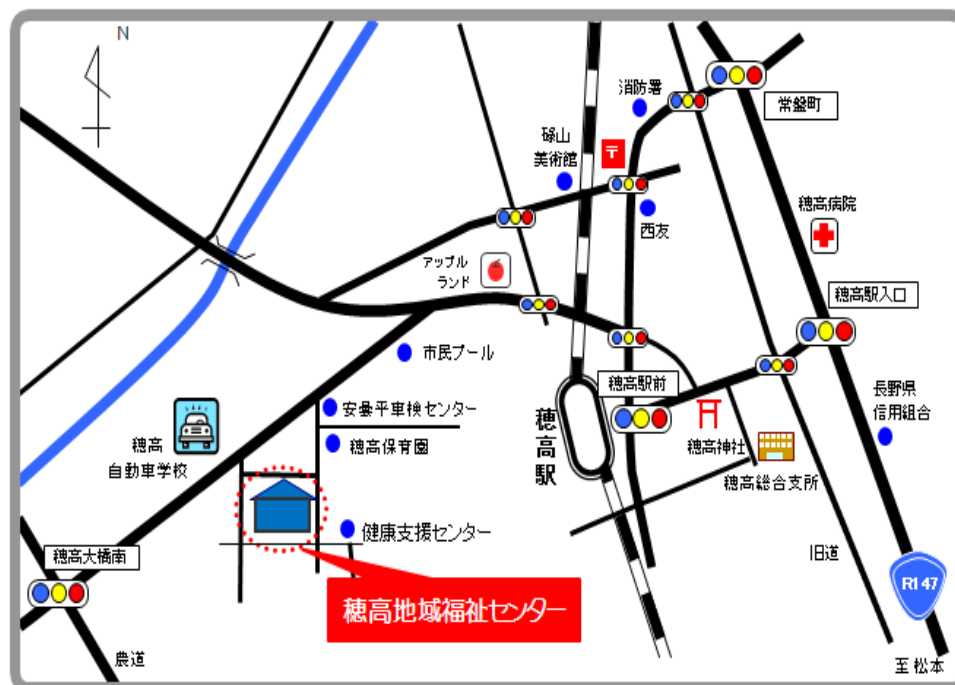 N
消防署
常盤町
碌山
美術館
〒
西友
穂高病院
アップル
ランド
穂高駅入口
市民プール
穂高駅前
安曇平車検センター
穂高
自動車学校
穂高保育園
穂高駅
穂高神社
長野県
信用組合
穂高総合支所
健康支援センター
穂高大橋南
旧道
R147
穂高地域福祉センター
農道
至松本